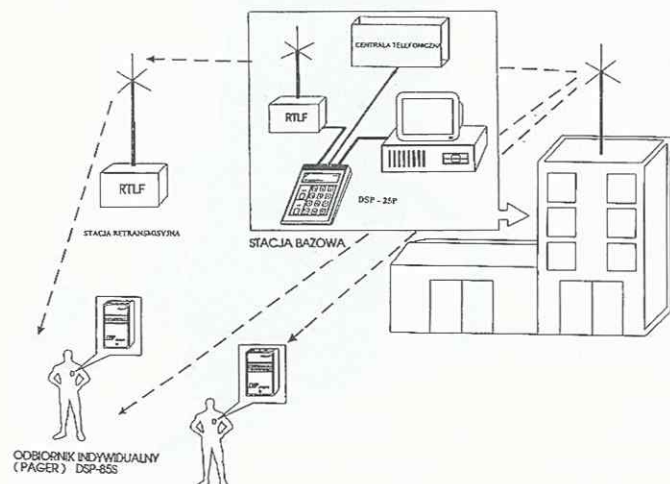 CENTRALA TELEFONICZNA
RTLF
DSP - 25P
RTLF
STACJA RETRANSMISYJNA
STACJA BAZOWA
ODBIORNIK INDYWIDUALNY
( PAGER ) DSP-85S